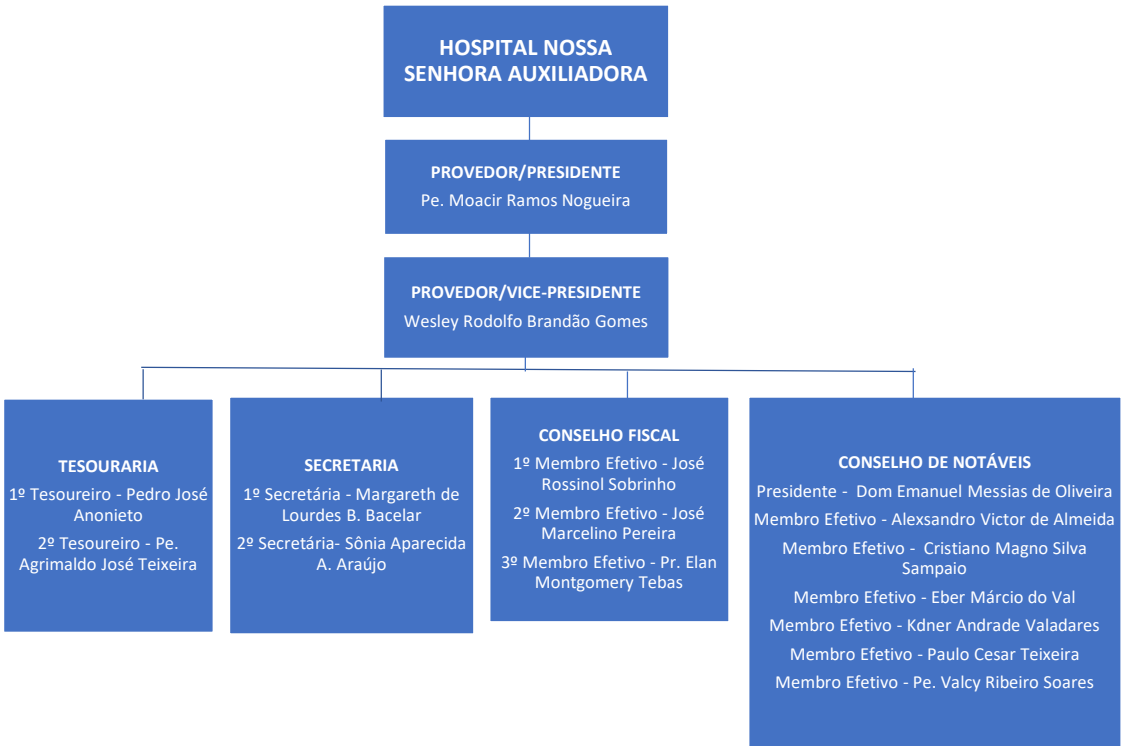 HOSPITAL NOSSA
SENHORA AUXILIADORA
PROVEDOR/PRESIDENTE
Pe. Moacir Ramos Nogueira
PROVEDOR/VICE-PRESIDENTE
Wesley Rodolfo Brandão Gomes
TESOURARIA
1º Tesoureiro - Pedro José
Anonieto
2º Tesoureiro - Pe.
Agrimaldo José Teixeira
SECRETARIA
1º Secretária - Margareth de
Lourdes B. Bacelar
2º Secretária- Sônia Aparecida
A. Araújo
CONSELHO FISCAL
1º Membro Efetivo - José
Rossinol Sobrinho
2º Membro Efetivo - José
Marcelino Pereira
3º Membro Efetivo - Pr. Elan
Montgomery Tebas
CONSELHO DE NOTÁVEIS
Presidente - Dom Emanuel Messias de Oliveira
Membro Efetivo - Alexsandro Victor de Almeida
Membro Efetivo - Cristiano Magno Silva
Sampaio
Membro Efetivo - Eber Márcio do Val
Membro Efetivo - Kdner Andrade Valadares
Membro Efetivo - Paulo Cesar Teixeira
Membro Efetivo - Pe. Valcy Ribeiro Soares